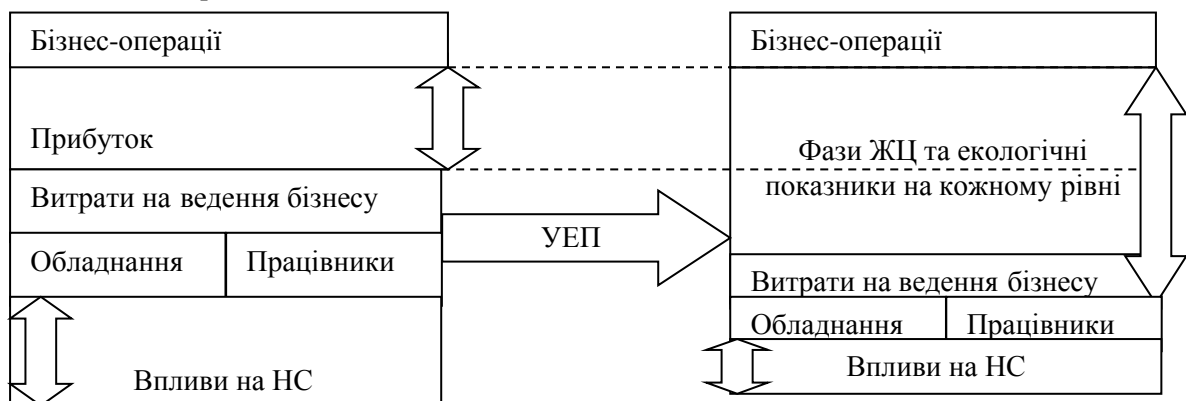 Бізнес-операції
Прибуток
Витрати на ведення бізнесу
Обладнання
Працівники
Впливи на НС
УЕП
Бізнес-операції
Фази ЖЦ та екологічні
показники на кожному рівні
Витрати на ведення бізнесу
Обладнання
Працівники
Впливи на НС